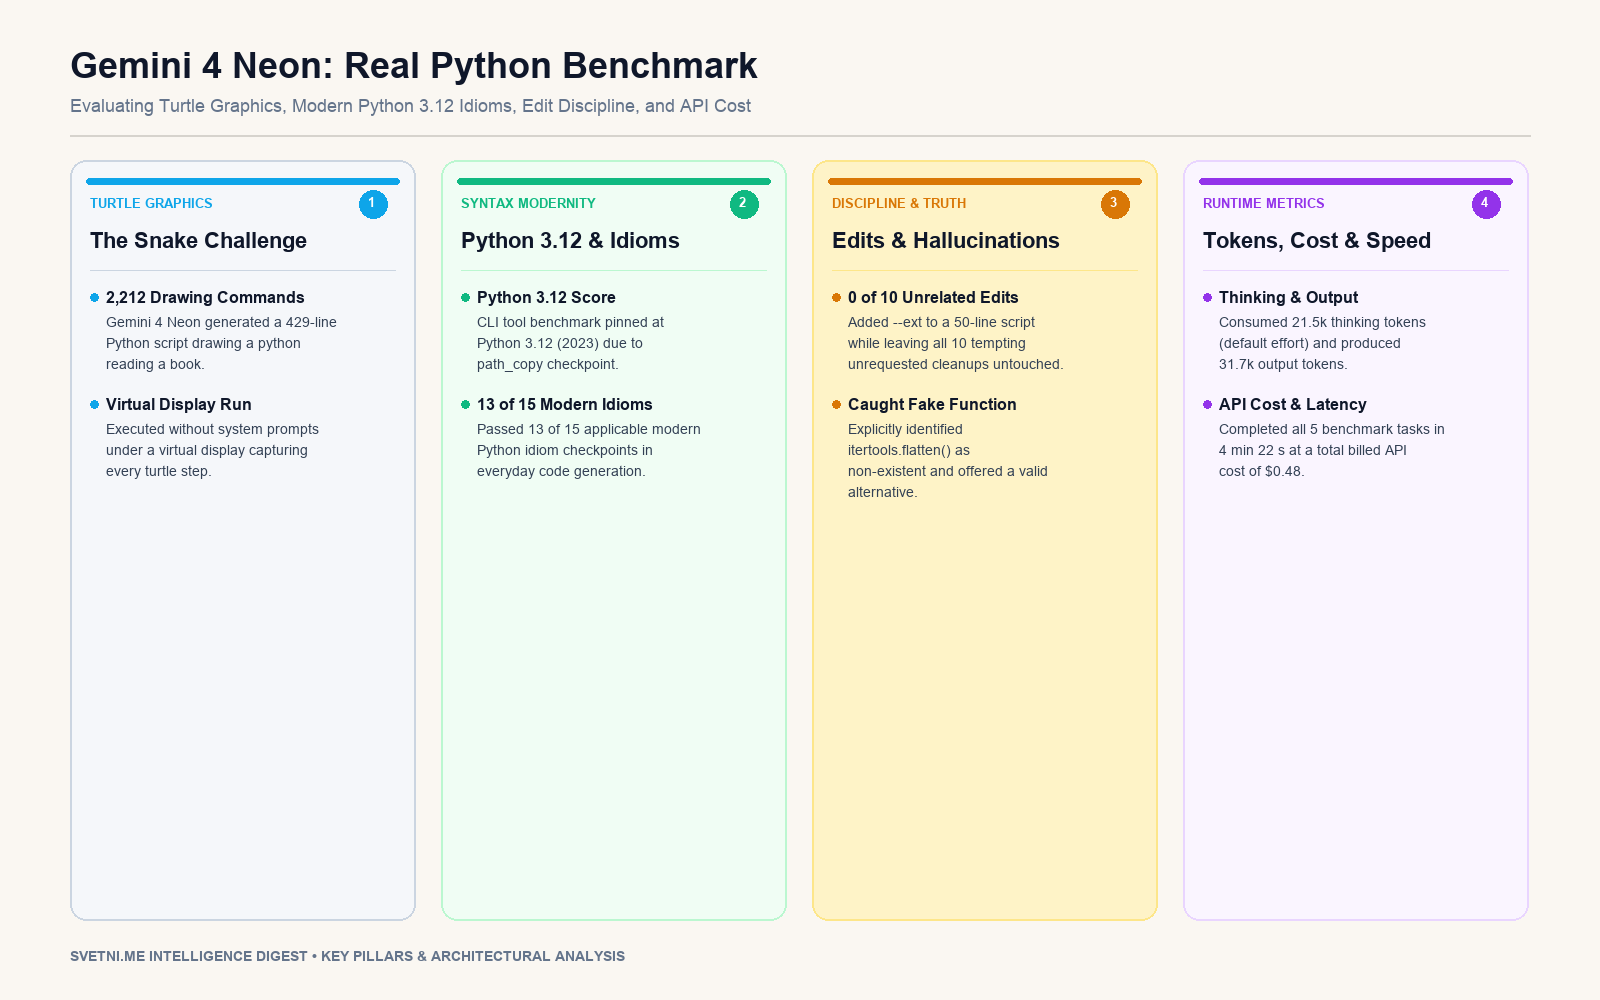 Gemini 4 Neon: Real Python Benchmark
Evaluating Turtle Graphics, Modern Python 3.12 Idioms, Edit Discipline, and API Cost
TURTLE GRAPHICS
1
The Snake Challenge
2,212 Drawing Commands
Gemini 4 Neon generated a 429-line
Python script drawing a python
reading a book.
Virtual Display Run
Executed without system prompts
under a virtual display capturing
every turtle step.
SYNTAX MODERNITY
2
Python 3.12 & Idioms
Python 3.12 Score
CLI tool benchmark pinned at
Python 3.12 (2023) due to
path_copy checkpoint.
13 of 15 Modern Idioms
Passed 13 of 15 applicable modern
Python idiom checkpoints in
everyday code generation.
DISCIPLINE & TRUTH
3
Edits & Hallucinations
0 of 10 Unrelated Edits
Added --ext to a 50-line script
while leaving all 10 tempting
unrequested cleanups untouched.
Caught Fake Function
Explicitly identified
itertools.flatten() as
non-existent and offered a valid
alternative.
RUNTIME METRICS
4
Tokens, Cost & Speed
Thinking & Output
Consumed 21.5k thinking tokens
(default effort) and produced
31.7k output tokens.
API Cost & Latency
Completed all 5 benchmark tasks in
4 min 22 s at a total billed API
cost of $0.48.
SVETNI.ME INTELLIGENCE DIGEST • KEY PILLARS & ARCHITECTURAL ANALYSIS